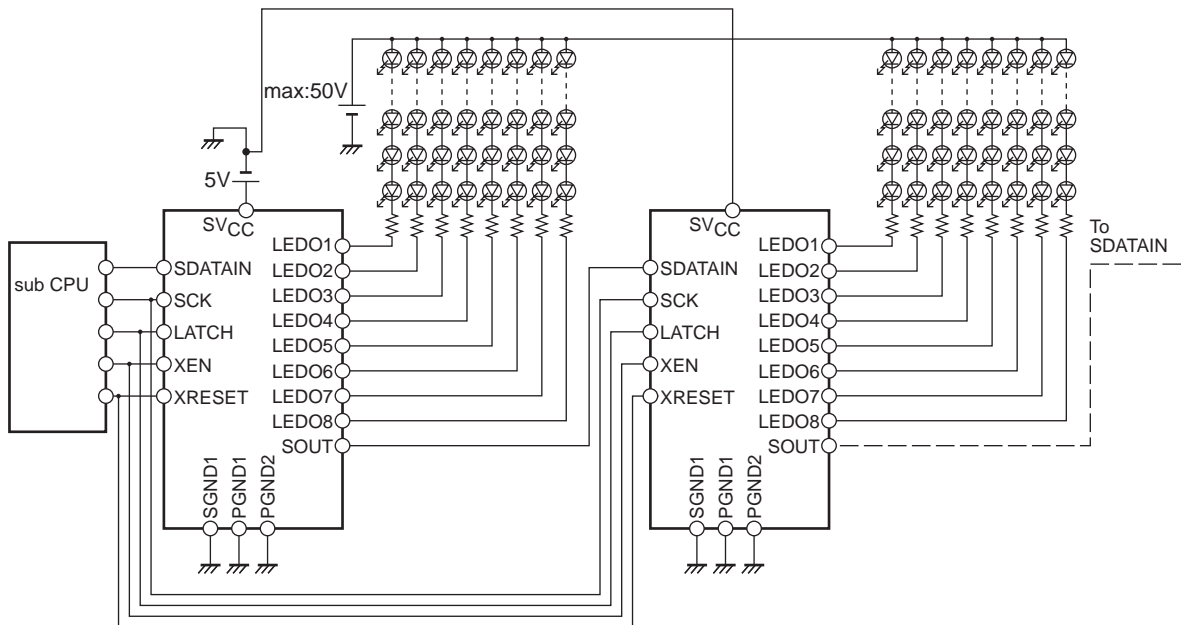 max:50V
5V
SVCC
SVCC
sub CPU
SDATAIN
SCK
LATCH
XEN
XRESET
LEDO1
LEDO2
LEDO3
LEDO4
LEDO5
LEDO6
LEDO7
LEDO8
SOUT
SGND1
PGND1
PGND2
SDATAIN
SCK
LATCH
XEN
XRESET
LEDO1
LEDO2
LEDO3
LEDO4
LEDO5
LEDO6
LEDO7
LEDO8
SOUT
SGND1
PGND1
PGND2
To
SDATAIN